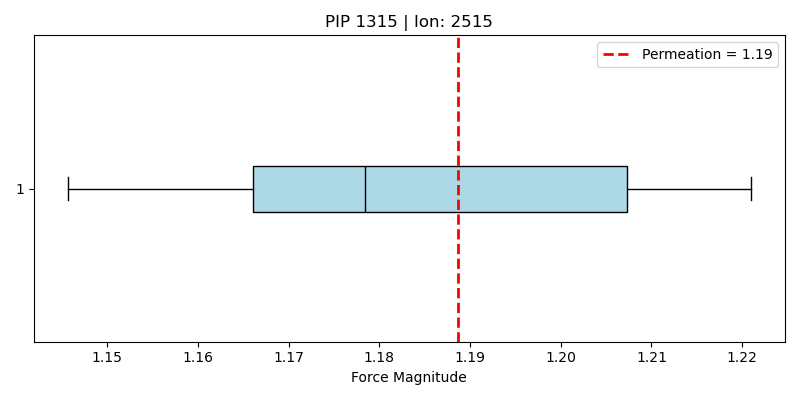 PIP 1315 | Ion: 2515
Permeation = 1.19
1
1.15 1.16 1.17 1.18 1.19 1.20 1.21 1.22
Force Magnitude